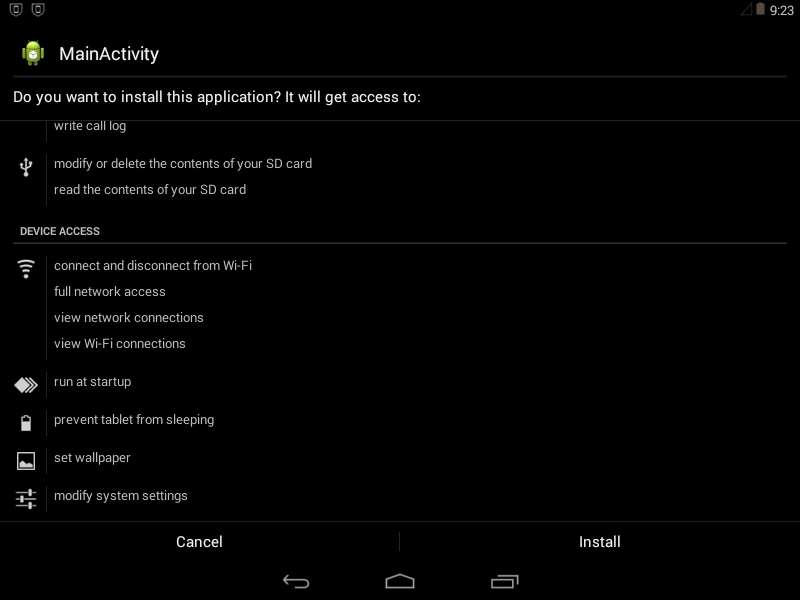 9:23
MainActivity
Do you want to install this application? It will get access to:
write call log
modify or delete the contents of your SD card
read the contents of your SD card
DEVICE ACCESS
connect and disconnect from Wi-Fi
full network access
view network connections
view Wi-Fi connections
run at startup
prevent tablet from sleeping
set wallpaper
modify system settings
Cancel
Install